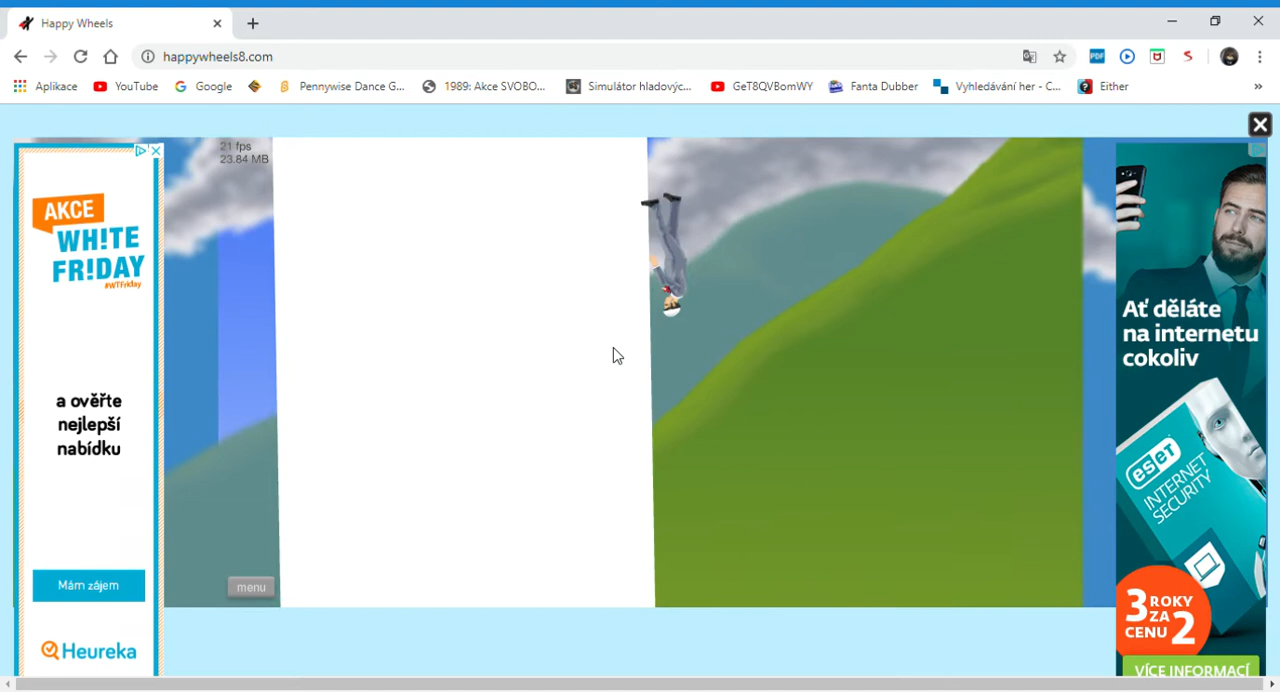 Happy Wheels
happywheels8.com
Aplikace
YouTube
Google
Pennywise Dance G...
1989: Akce SVOBO...
Simulátor hladovýc...
GeT8QVBomWY
Fanta Dubber
Vyhledávání her - C...
Either
»
21 fps
23.84 MB
AKCE
WH!TE
FR!DAY
#WTFriday
a ověřte
nejlepší
nabídku
Mám zájem
Heureka
menu
Ať děláte
na internetu
cokoliv
eseT
INTERNET
SECURITY
3 ROKY
ZA
CENU 2
VÍCE INFORMACÍ
PDF
S